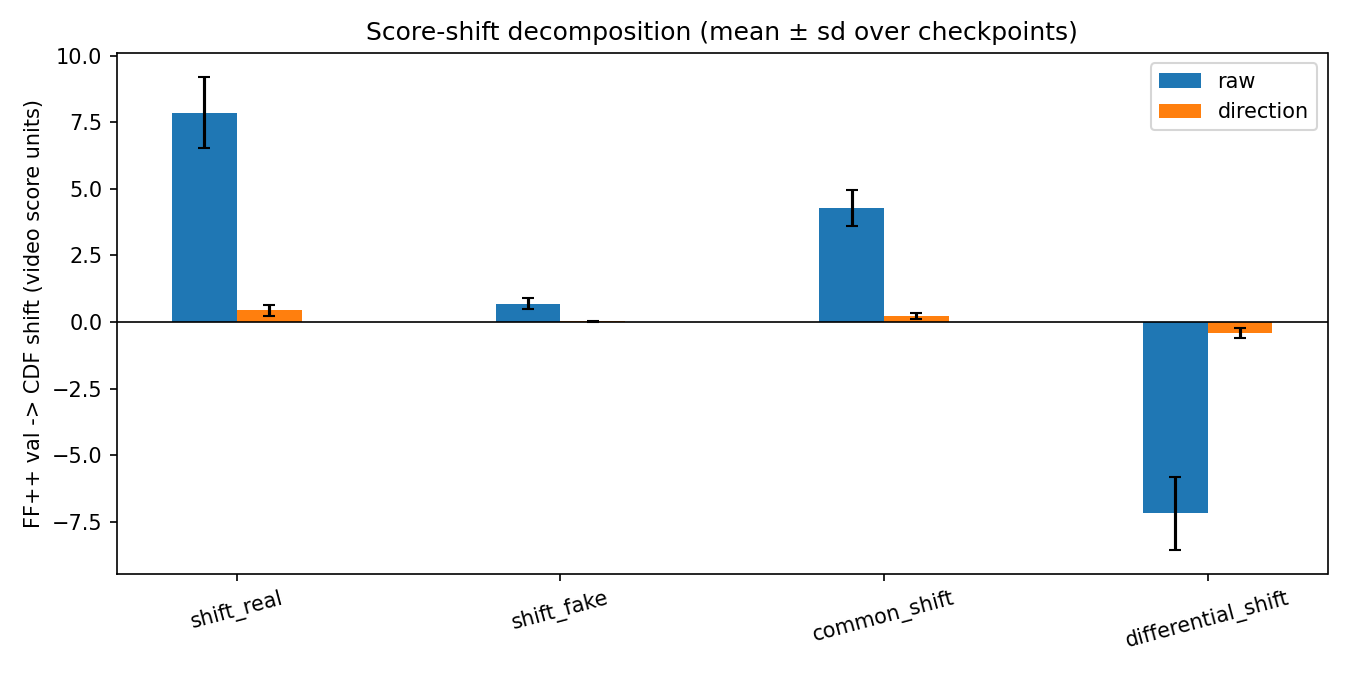 Score-shift decomposition (mean ± sd over checkpoints)
FF++ val -> CDF shift (video score units)
10.0
7.5
5.0
2.5
0.0
−2.5
−5.0
−7.5
raw
direction
shift_real
shift_fake
common_shift
differential_shift